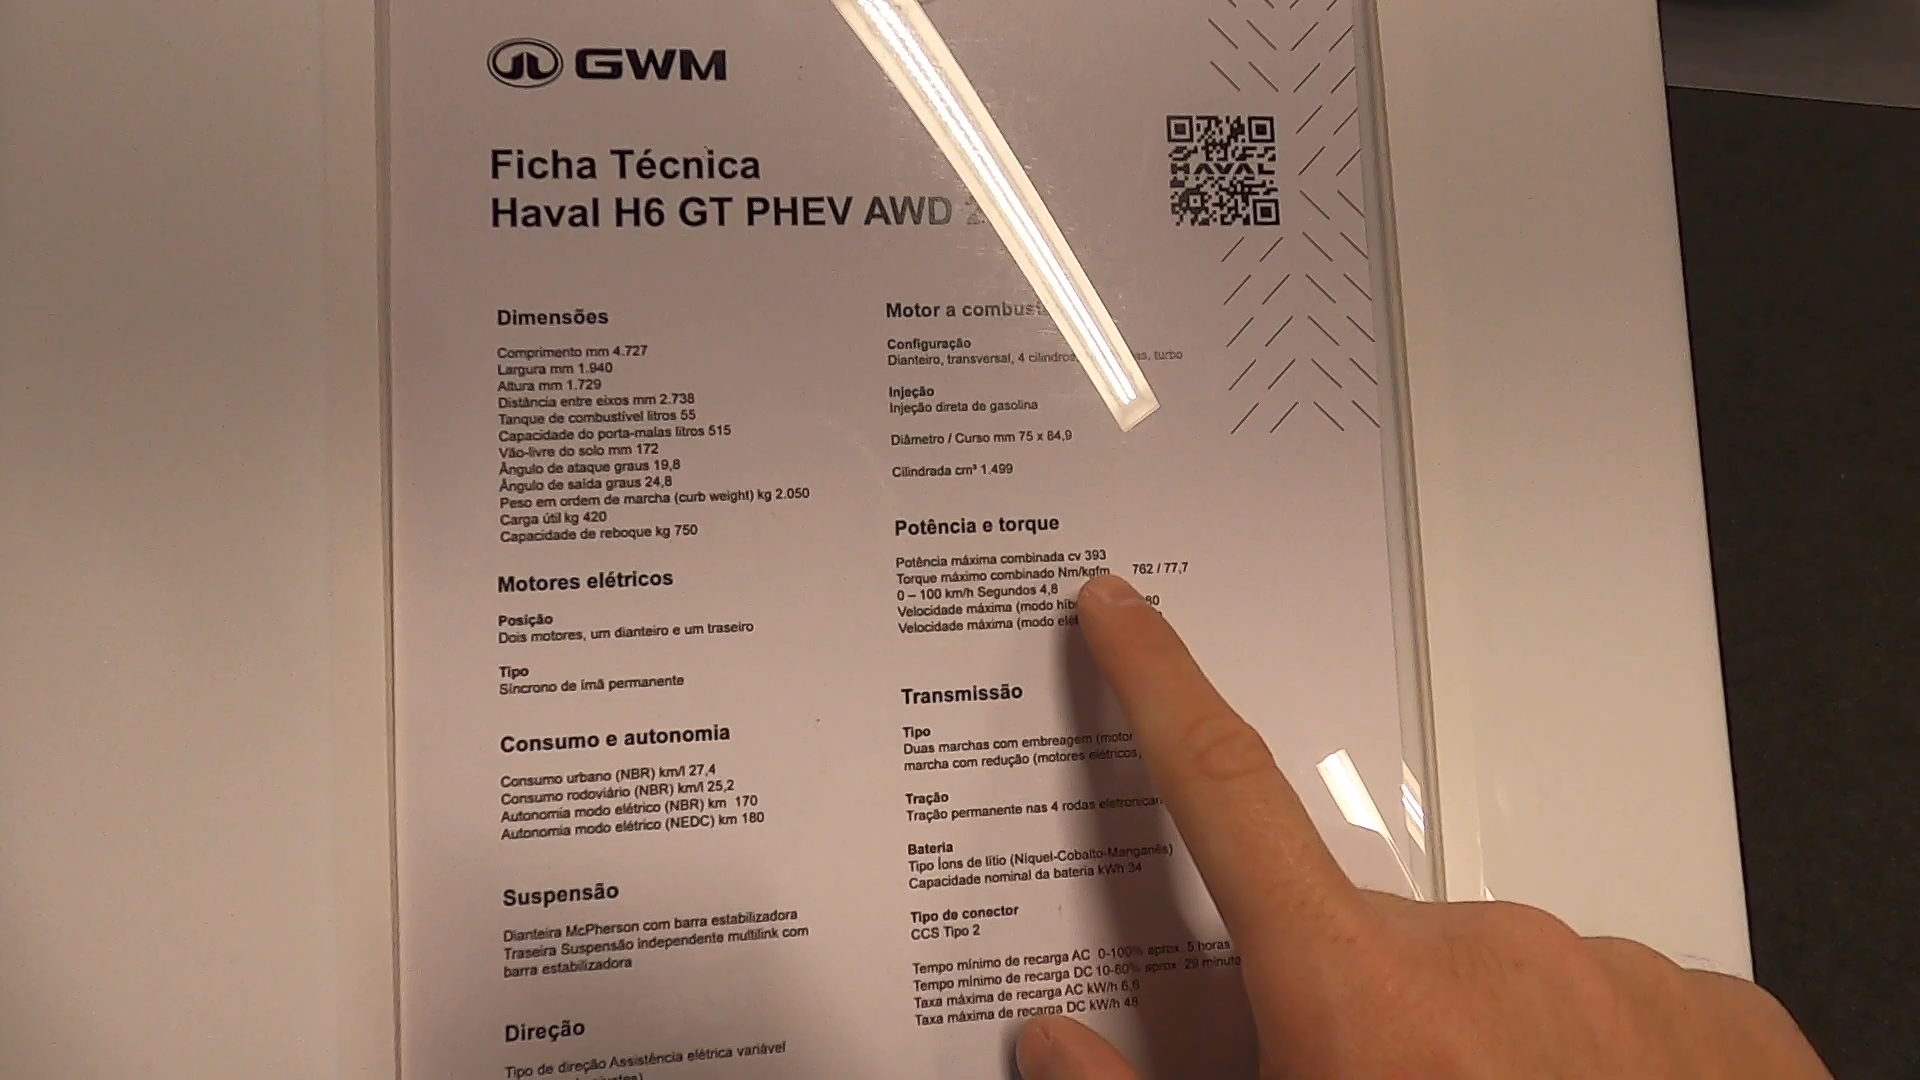 GWM
Ficha Técnica
Haval H6 GT PHEV AWD
HAVAL
Dimensões
Comprimento mm 4.727
Largura mm 1.940
Altura mm 1.729
Distância entre eixos mm 2.738
Tanque de combustível litros 55
Capacidade do porta-malas litros 515
Vão-livre do solo mm 172
Ângulo de ataque graus 19,8
Ângulo de saída graus 24,8
Peso em ordem de marcha (curb weight) kg 2.050
Carga útil kg 420
Capacidade de reboque kg 750
Motores elétricos
Posição
Dois motores, um dianteiro e um traseiro
Tipo
Síncrono de ímã permanente
Consumo e autonomia
Consumo urbano (NBR) km/l 27,4
Consumo rodoviário (NBR) km/l 25,2
Autonomia modo elétrico (NBR) km 170
Autonomia modo elétrico (NEDC) km 180
Suspensão
Dianteira McPherson com barra estabilizadora
Traseira Suspensão independente multilink com
barra estabilizadora
Direção
Tipo de direção Assistência elétrica variável
Motor a
Configuração
Dianteiro, transversal, 4 cilindros, turbo
Injeção
Injeção direta de gasolina
Diâmetro / Curso mm 75 x 84,9
Cilindrada cm³ 1.499
Potência e torque
Potência máxima combinada cv 393
Torque máximo combinado Nm/kgfm 762 / 77,7
0 – 100 km/h Segundos 4,8
Velocidade máxima (modo
Velocidade máxima (modo
Transmissão
Tipo
Duas marchas com embreagem (motor
marcha com redução (motores elétricos,
Tração
Tração permanente nas 4 rodas
Bateria
Tipo Íons de lítio (Níquel-Cobalto-Manganês)
Capacidade nominal da bateria kWh 34
Tipo de conector
CCS Tipo 2
Tempo mínimo de recarga AC 0-100% aprox. 5 horas
Tempo mínimo de recarga DC 10-80% aprox. 29
Taxa máxima de recarga AC kW/h 6,6
Taxa máxima de recarga DC kW/h 48